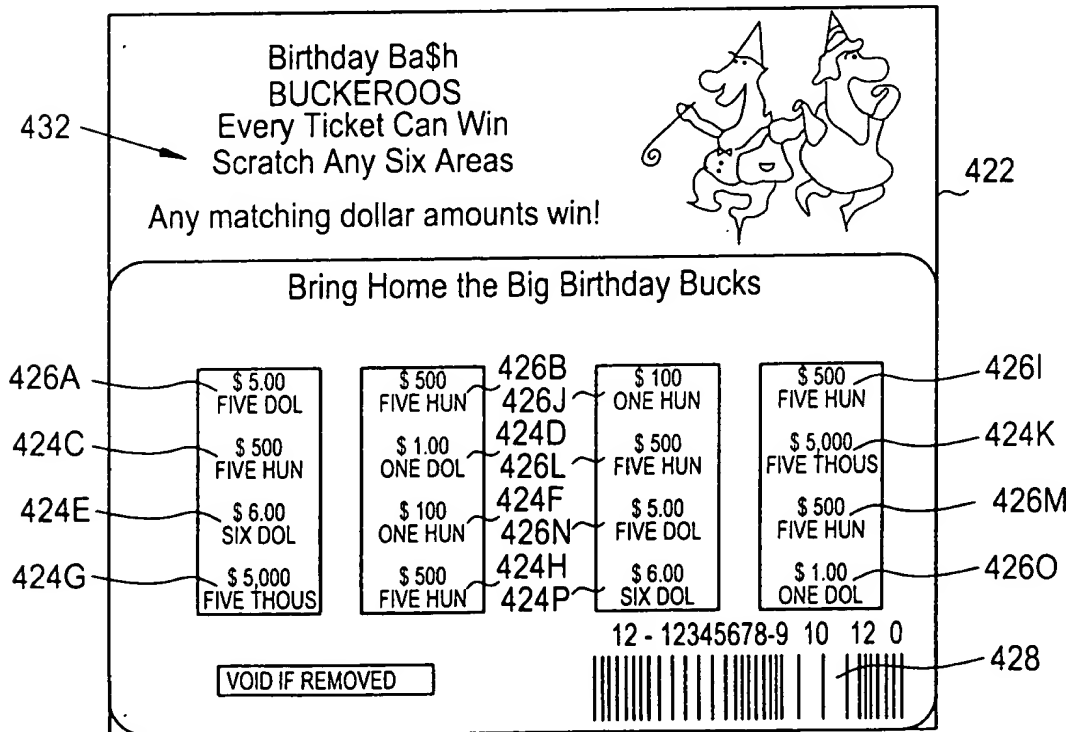 Birthday Ba$h
BUCKEROOS
Every Ticket Can Win
Scratch Any Six Areas
Any matching dollar amounts win!
432
422
Bring Home the Big Birthday Bucks
426A
$ 5.00
FIVE DOL
424C
$ 500
FIVE HUN
424E
$ 6.00
SIX DOL
424G
$ 5,000
FIVE THOUS
$ 500
FIVE HUN
426B
$ 1.00
ONE DOL
424D
$ 100
ONE HUN
424F
$ 500
FIVE HUN
424H
426J
$ 100
ONE HUN
426L
$ 500
FIVE HUN
426N
$ 5.00
FIVE DOL
424P
$ 6.00
SIX DOL
$ 500
FIVE HUN
426I
$ 5,000
FIVE THOUS
424K
$ 500
FIVE HUN
426M
$ 1.00
ONE DOL
426O
12 - 12345678-9 10 12 0
428
VOID IF REMOVED